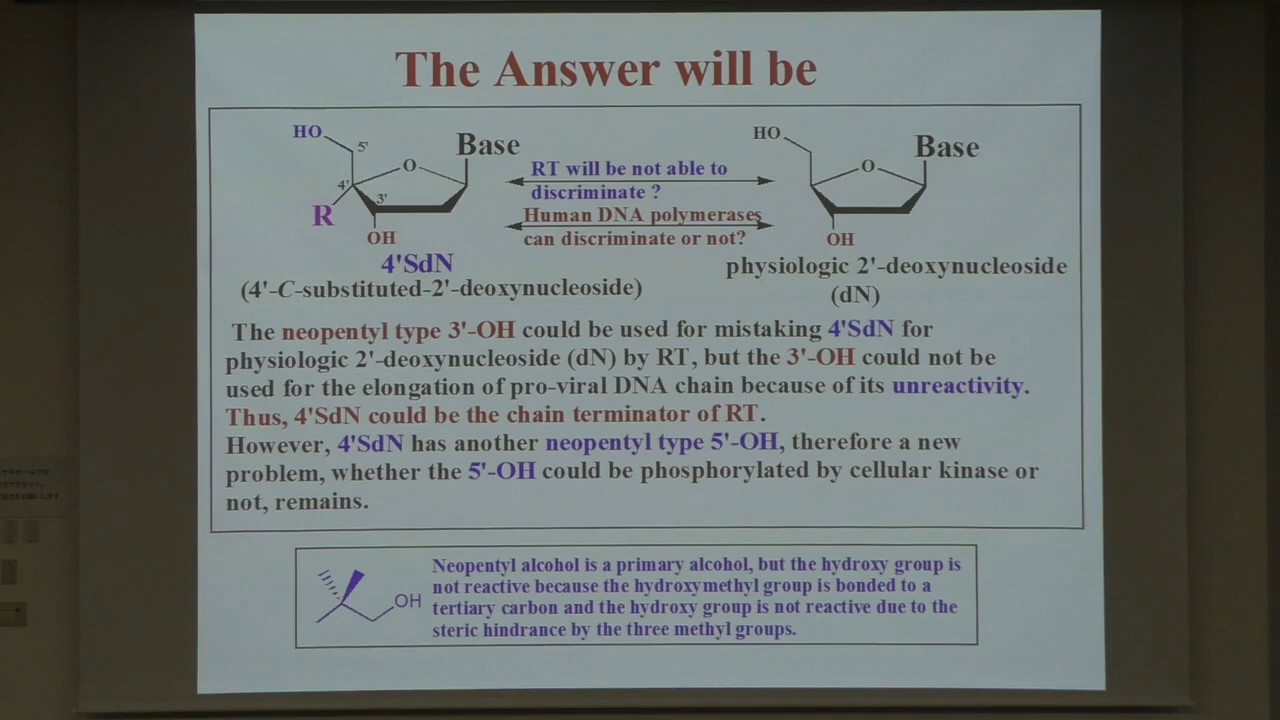 The Answer will be
HO
5'
Base
O
4'
3'
R
OH
4'SdN
(4'-C-substituted-2'-deoxynucleoside)
RT will be not able to
discriminate ?
Human DNA polymerases
can discriminate or not?
HO
Base
O
OH
physiologic 2'-deoxynucleoside
(dN)
The neopentyl type 3'-OH could be used for mistaking 4'SdN for
physiologic 2'-deoxynucleoside (dN) by RT, but the 3'-OH could not be
used for the elongation of pro-viral DNA chain because of its unreactivity.
Thus, 4'SdN could be the chain terminator of RT.
However, 4'SdN has another neopentyl type 5'-OH, therefore a new
problem, whether the 5'-OH could be phosphorylated by cellular kinase or
not, remains.
OH
Neopentyl alcohol is a primary alcohol, but the hydroxy group is
not reactive because the hydroxymethyl group is bonded to a
tertiary carbon and the hydroxy group is not reactive due to the
steric hindrance by the three methyl groups.